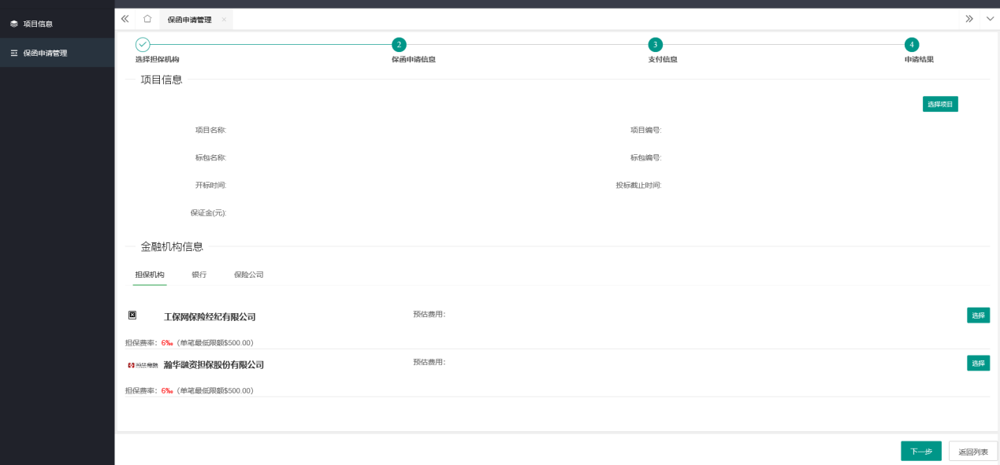 项目信息
保函申请管理
保函申请管理
2
3
4
选择担保机构
保函申请信息
支付信息
申请结果
项目信息
选择项目
项目名称:
项目编号:
标包名称:
标包编号:
开标时间:
投标截止时间:
保证金(元):
金融机构信息
担保机构
银行
保险公司
工保网保险经纪有限公司
预估费用:
选择
担保费率: 6‰ (单笔最低限额$500.00)
瀚华融资担保股份有限公司
预估费用:
选择
担保费率: 6‰ (单笔最低限额$500.00)
下一步
返回列表